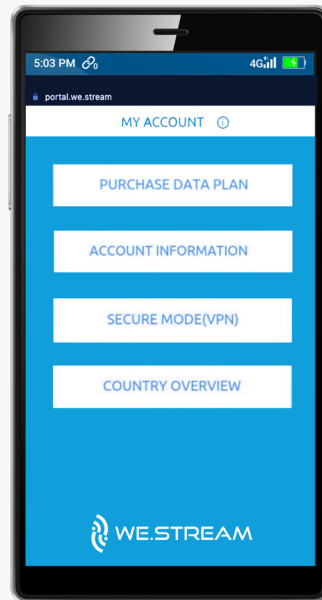 5:03 PM 4G
portal.we.stream
MY ACCOUNT
PURCHASE DATA PLAN
ACCOUNT INFORMATION
SECURE MODE(VPN)
COUNTRY OVERVIEW
WE.STREAM